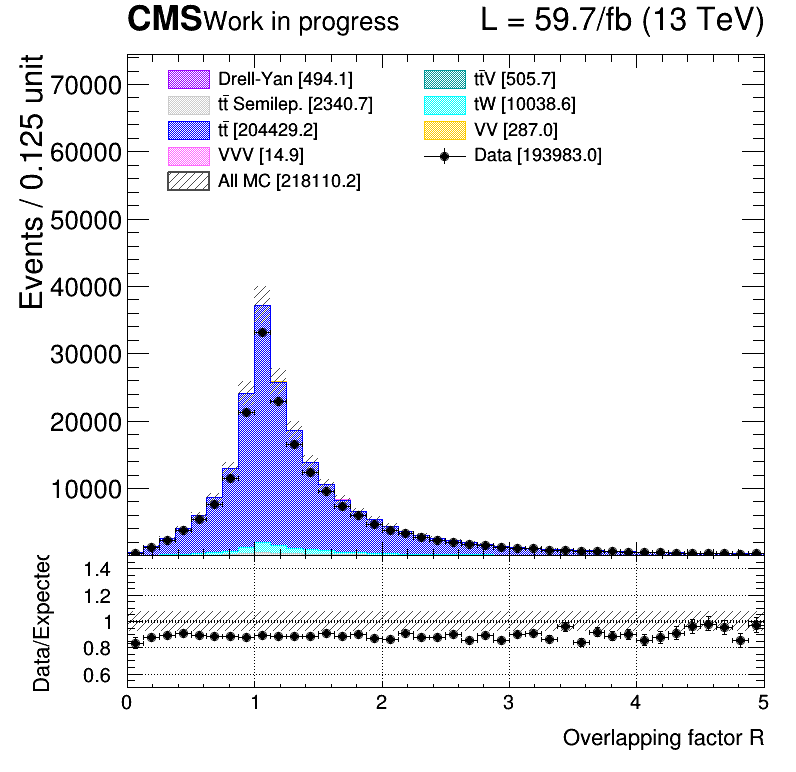 CMS Work in progress L = 59.7/fb (13 TeV)
Events / 0.125 unit
70000
60000
50000
40000
30000
20000
10000
Drell-Yan [494.1]
tt̄ Semilep. [2340.7]
tt̄ [204429.2]
VVV [14.9]
All MC [218110.2]
tt̄V [505.7]
tW [10038.6]
VV [287.0]
Data [193983.0]
Data/Expected
1.4
1.2
1
0.8
0.6
0 1 2 3 4 5
Overlapping factor R